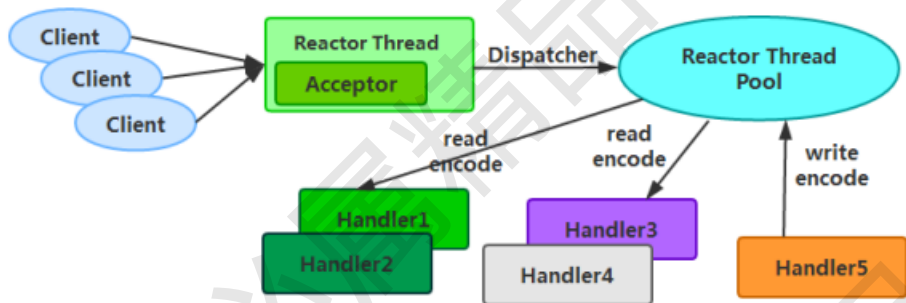 Client
Client
Client
Reactor Thread
Acceptor
Dispatcher
Reactor Thread
Pool
read
encode
read
encode
write
encode
Handler1
Handler2
Handler3
Handler4
Handler5